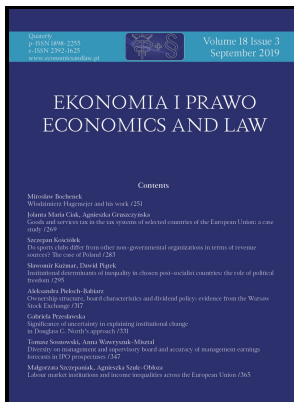 Quaterly
p-ISSN 1898-2255
e-ISSN 2392-1625
www.economicsandlaw.pl
Volume 18 Issue 3
September 2019
EKONOMIA I PRAWO
ECONOMICS AND LAW
Contents
Mirosław Bochenek
Włodzimierz Hagemejer and his work /251
Jolanta Maria Ciak, Agnieszka Gruszczyńska
Goods and services tax in the tax systems of selected countries of the European Union: a case
study /269
Szczepan Kościółek
Do sports clubs differ from other non-governmental organizations in terms of revenue
sources? The case of Poland /283
Sławomir Kuźmar, Dawid Piątek
Institutional determinants of inequality in chosen post-socialist countries: the role of political
freedom /295
Aleksandra Pieloch-Babiarz
Ownership structure, board characteristics and dividend policy: evidence from the Warsaw
Stock Exchange /317
Gabriela Przesławska
Significance of uncertainty in explaining institutional change
in Douglass C. North's approach /331
Tomasz Sosnowski, Anna Wawryszuk-Misztal
Diversity on management and supervisory board and accuracy of management earnings
forecasts in IPO prospectuses /347
Małgorzata Szczepaniak, Agnieszka Szulc-Obłoza
Labour market institutions and income inequalities across the European Union /365